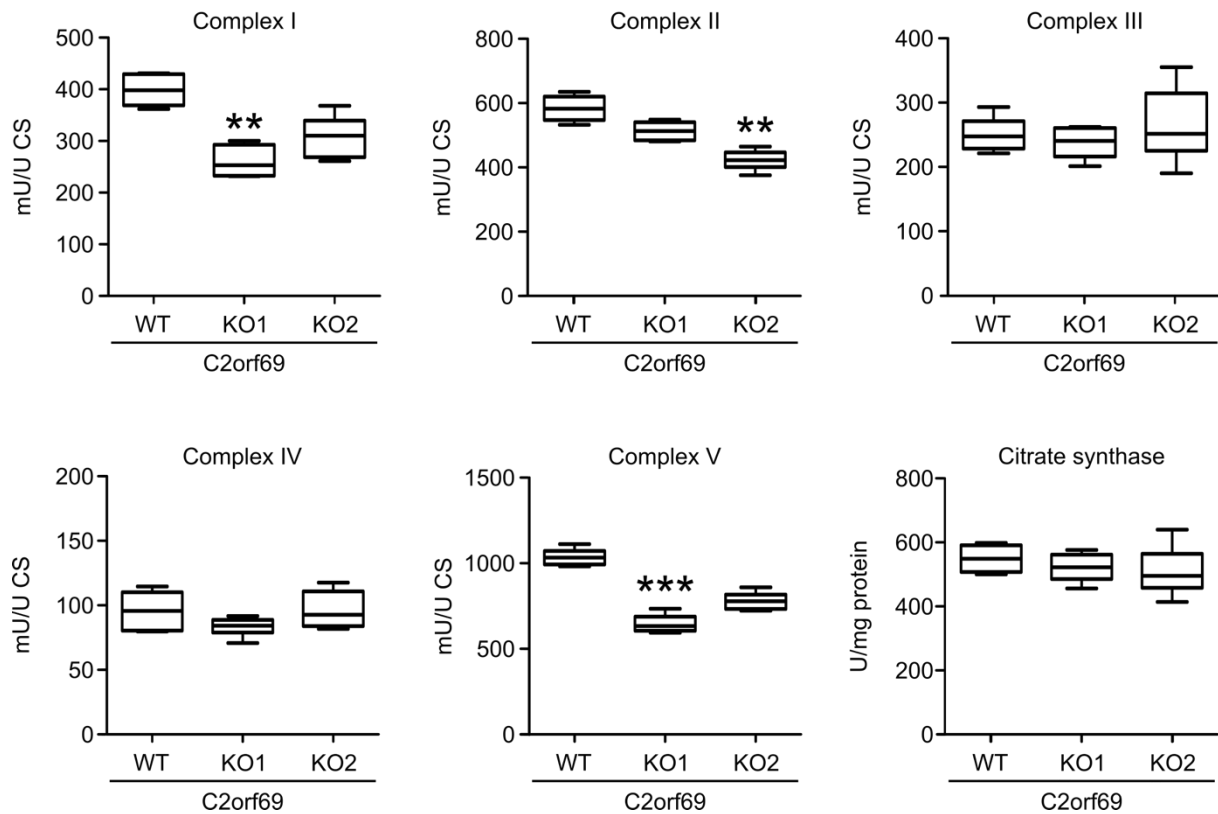 Complex I
500
400
300
200
100
0
mU/U CS
**
WT KO1 KO2
C2orf69
Complex II
800
600
400
200
0
mU/U CS
**
WT KO1 KO2
C2orf69
Complex III
400
300
200
100
0
mU/U CS
WT KO1 KO2
C2orf69
Complex IV
200
150
100
50
0
mU/U CS
WT KO1 KO2
C2orf69
Complex V
1500
1000
500
0
mU/U CS
***
WT KO1 KO2
C2orf69
Citrate synthase
800
600
400
200
0
U/mg protein
WT KO1 KO2
C2orf69